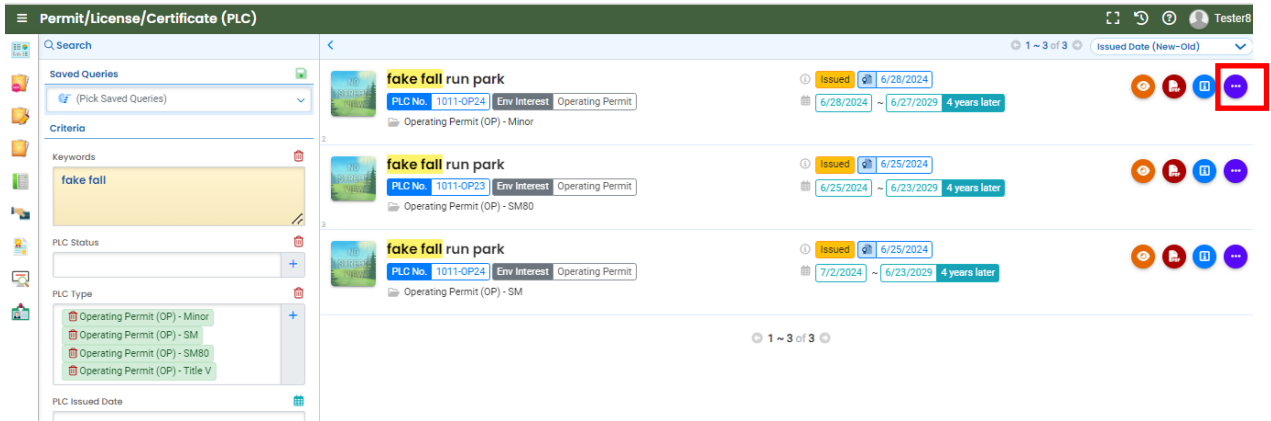 Permit/License/Certificate (PLC)
Tester8
Search
1 ~ 3 of 3
Issued Date (New-Old)
Saved Queries
(Pick Saved Queries)
Criteria
Keywords
fake fall
PLC Status
+
PLC Type
+
Operating Permit (OP) - Minor
Operating Permit (OP) - SM
Operating Permit (OP) - SM80
Operating Permit (OP) - Title V
PLC Issued Date
fake fall run park
Issued 6/28/2024
PLC No. 1011-OP24 Env Interest Operating Permit
6/28/2024 ~ 6/27/2029 4 years later
Operating Permit (OP) - Minor
2
fake fall run park
Issued 6/25/2024
PLC No. 1011-OP23 Env Interest Operating Permit
6/25/2024 ~ 6/23/2029 4 years later
Operating Permit (OP) - SM80
3
fake fall run park
Issued 6/25/2024
PLC No. 1011-OP24 Env Interest Operating Permit
7/2/2024 ~ 6/23/2029 4 years later
Operating Permit (OP) - SM
1 ~ 3 of 3